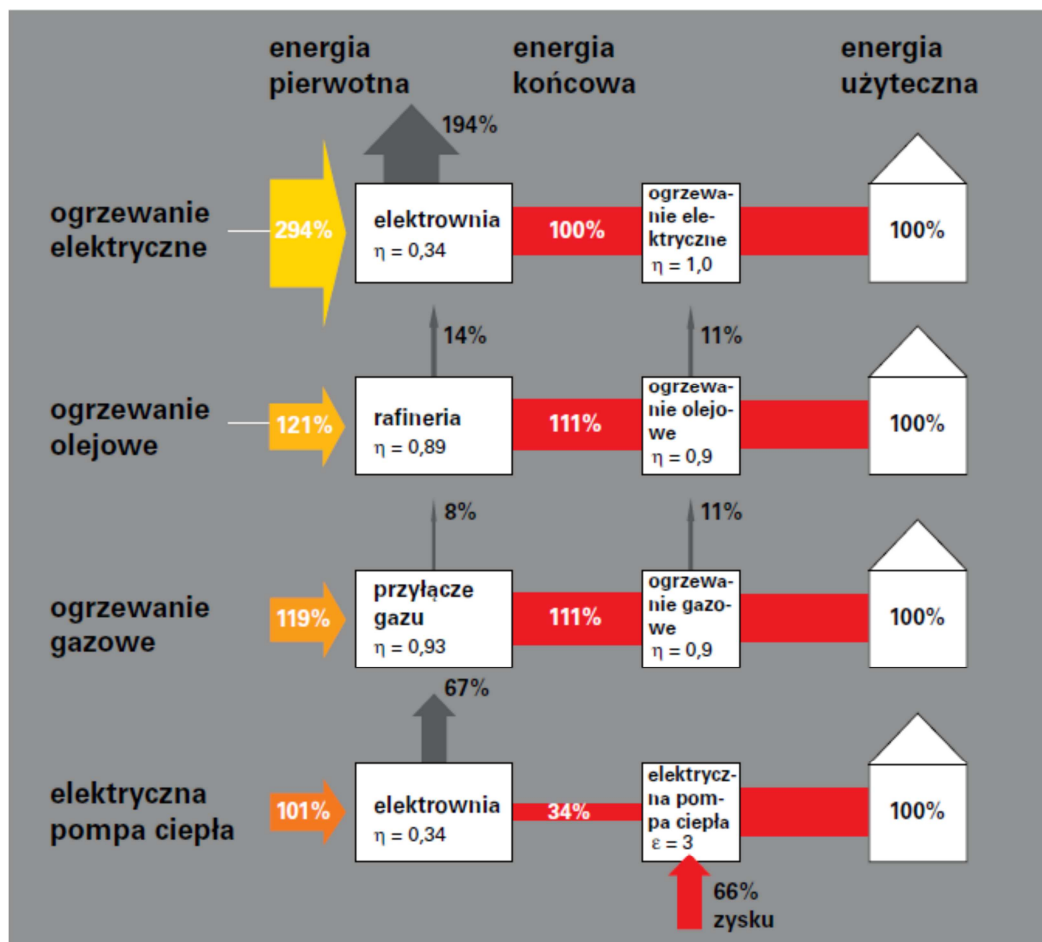 energia
pierwotna
energia
końcowa
energia
użyteczna
194%
ogrzewanie
elektryczne
294%
elektrownia
η = 0,34
100%
ogrzewa-
nie ele-
ktryczne
η = 1,0
100%
14%
11%
ogrzewanie
olejowe
121%
rafineria
η = 0,89
111%
ogrzewa-
nie olejo-
we
η = 0,9
100%
8%
11%
ogrzewanie
gazowe
119%
przyłącze
gazu
η = 0,93
111%
ogrzewa-
nie gazo-
we
η = 0,9
100%
67%
elektryczna
pompa ciepła
101%
elektrownia
η = 0,34
34%
elektrycz-
na pom-
pa ciepła
ε = 3
100%
66%
zysku